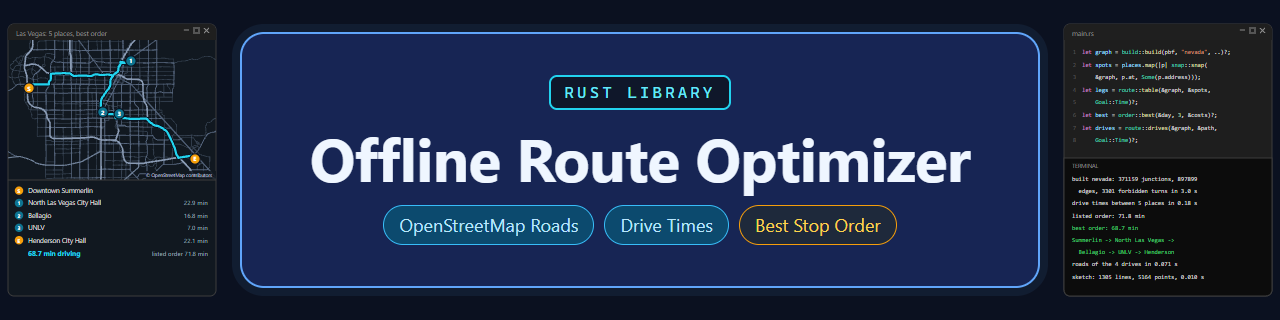 Las Vegas: 5 places, best order
1
2
3
S
E
© OpenStreetMap contributors
S Downtown Summerlin
1 North Las Vegas City Hall 22.9 min
2 Bellagio 16.8 min
3 UNLV 7.0 min
E Henderson City Hall 22.1 min
68.7 min driving listed order 71.8 min
RUST LIBRARY
Offline Route Optimizer
OpenStreetMap Roads
Drive Times
Best Stop Order
main.rs
1 let graph = build::build(pbf, "nevada", ..)?;
2 let spots = places.map(|p| snap::snap(
3 &graph, p.at, Some(p.address)));
4 let legs = route::table(&graph, &spots,
5 Goal::Time)?;
6 let best = order::best(&day, 3, &costs)?;
7 let drives = route::drives(&graph, &path,
8 Goal::Time)?;
TERMINAL
built nevada: 371159 junctions, 897899
edges, 3301 forbidden turns in 3.0 s
drive times between 5 places in 0.18 s
listed order: 71.8 min
best order: 68.7 min
Summerlin -> North Las Vegas ->
Bellagio -> UNLV -> Henderson
roads of the 4 drives in 0.071 s
sketch: 1305 lines, 5164 points, 0.010 s